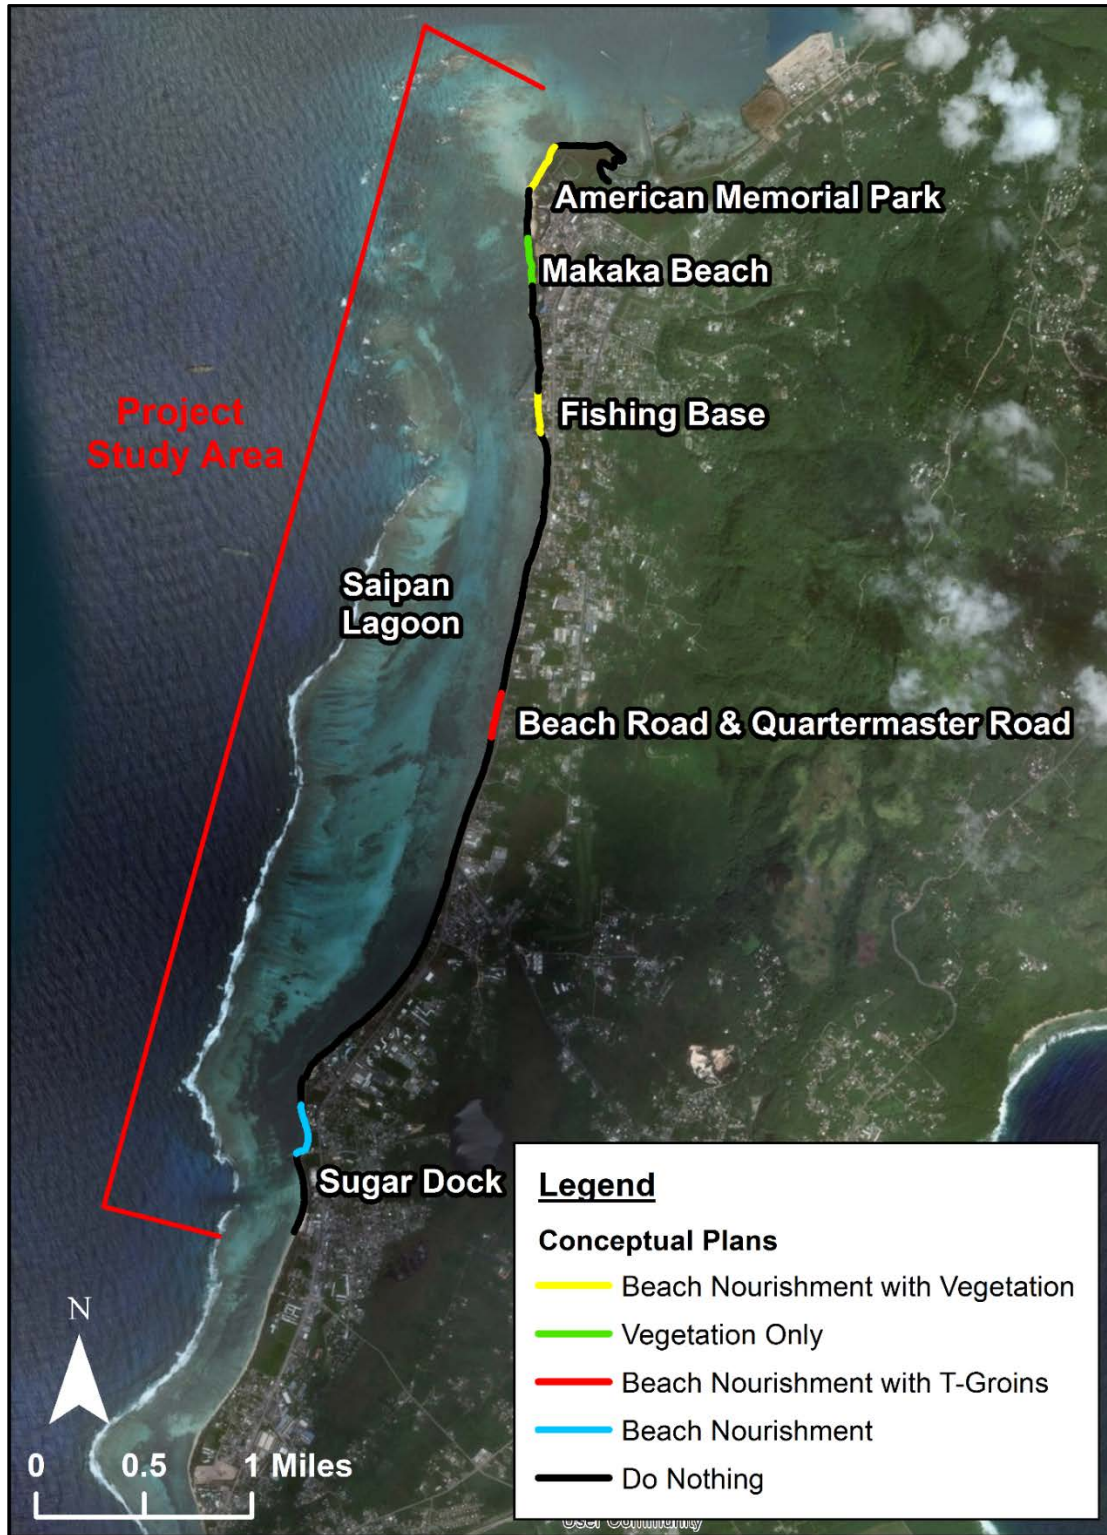 American Memorial Park
Makaka Beach
Project
Study Area
Fishing Base
Saipan
Lagoon
Beach Road & Quartermaster Road
Sugar Dock
Legend
Conceptual Plans
Beach Nourishment with Vegetation
Vegetation Only
Beach Nourishment with T-Groins
Beach Nourishment
Do Nothing
N
0 0.5 1 Miles
User Community